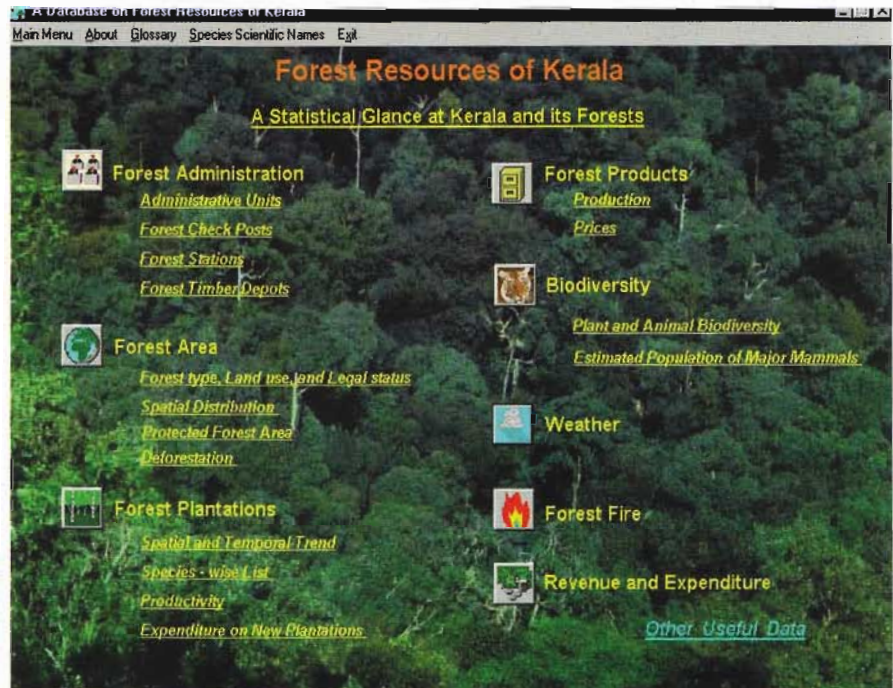 A Database on Forest Resources of Kerala
Main Menu About Glossary Species Scientific Names Exit
Forest Resources of Kerala
A Statistical Glance at Kerala and its Forests
Forest Administration
Administrative Units
Forest Check Posts
Forest Stations
Forest Timber Depots
Forest Area
Forest type, Land use, and Legal status
Spatial Distribution
Protected Forest Area
Deforestation
Forest Plantations
Spatial and Temporal Trend
Species - wise List
Productivity
Expenditure on New Plantations
Forest Products
Production
Prices
Biodiversity
Plant and Animal Biodiversity
Estimated Population of Major Mammals
Weather
Forest Fire
Revenue and Expenditure
Other Useful Data